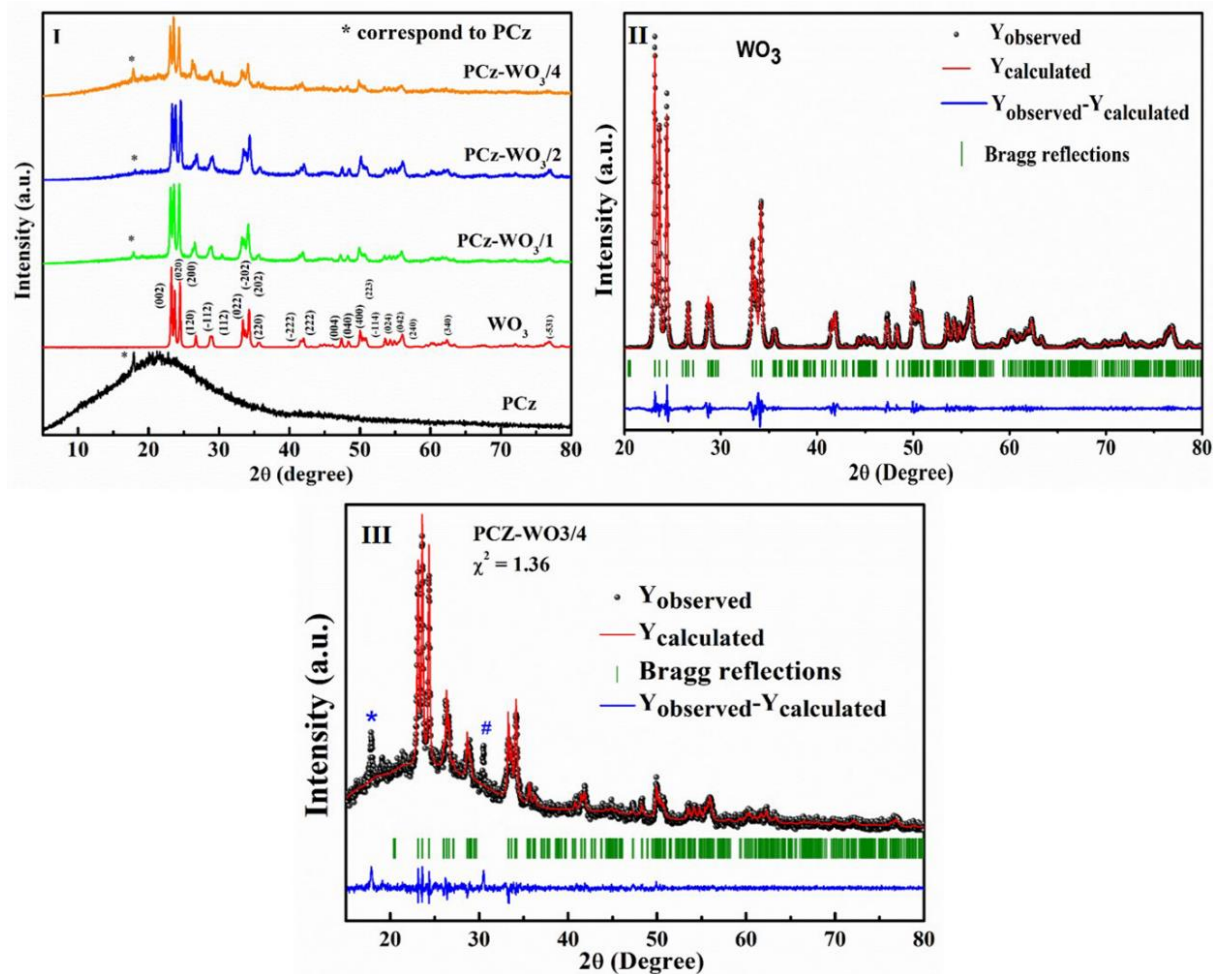 I
* correspond to PCz
*
PCz-WO₃/4
*
PCz-WO₃/2
*
PCz-WO₃/1
(002)
(020)
(120)
(200)
(-112)
(112)
(022)
(-202)
(202)
(220)
(-222)
(222)
(004)
(040)
(400)
(223)
(-114)
(024)
(042)
(240)
(340)
(-531)
WO₃
*
PCz
Intensity (a.u.)
10 20 30 40 50 60 70 80
2θ (degree)
II
WO₃
Yobserved
Ycalculated
Yobserved-Ycalculated
Bragg reflections
Intensity (a.u.)
20 30 40 50 60 70 80
2θ (Degree)
III
PCZ-WO3/4
χ² = 1.36
Yobserved
Ycalculated
Bragg reflections
Yobserved-Ycalculated
*
#
Intensity (a.u.)
20 30 40 50 60 70 80
2θ (Degree)